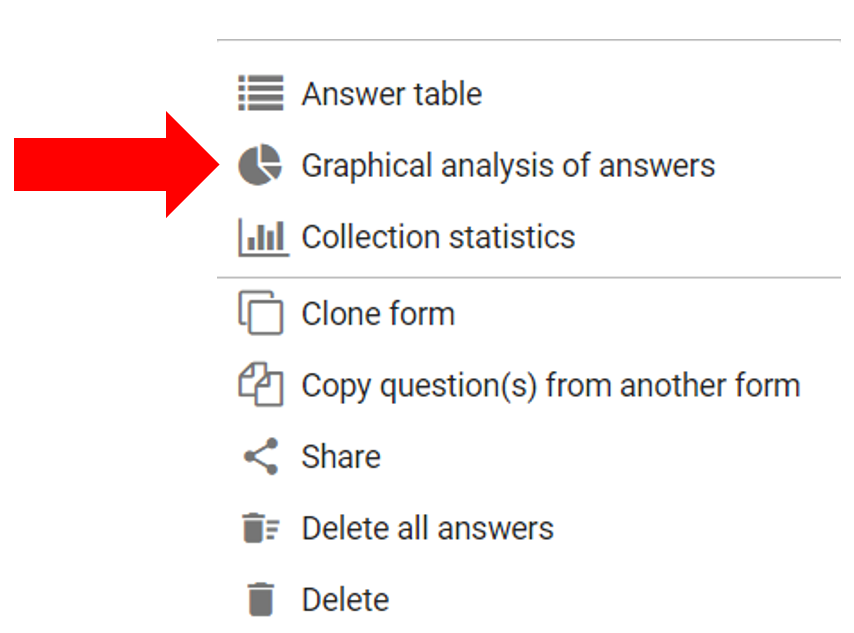 Answer table
Graphical analysis of answers
Collection statistics
Clone form
Copy question(s) from another form
Share
Delete all answers
Delete